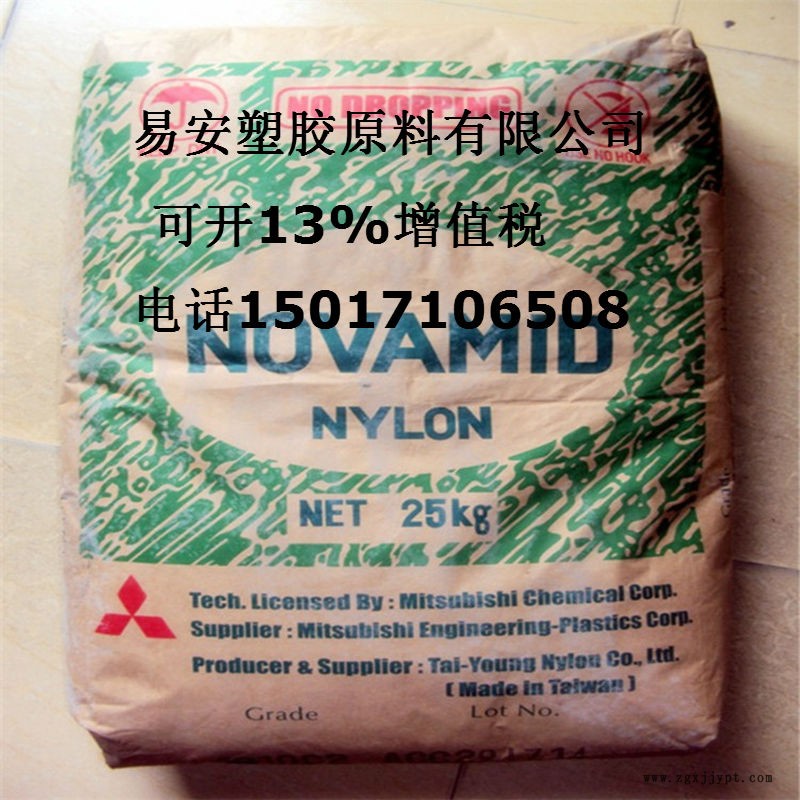 NO DROPPING
易安塑胶原料有限公司
USE NO HOOK
可开13%增值税
电话15017106508
NOVAMID
NYLON
NET 25kg
Tech. Licensed By : Mitsubishi Chemical Corp.
Supplier : Mitsubishi Engineering-Plastics Corp.
Producer & Supplier : Tai-Young Nylon Co., Ltd.
( Made in Taiwan )
Grade
Lot No.
www.zgxjjypt.com